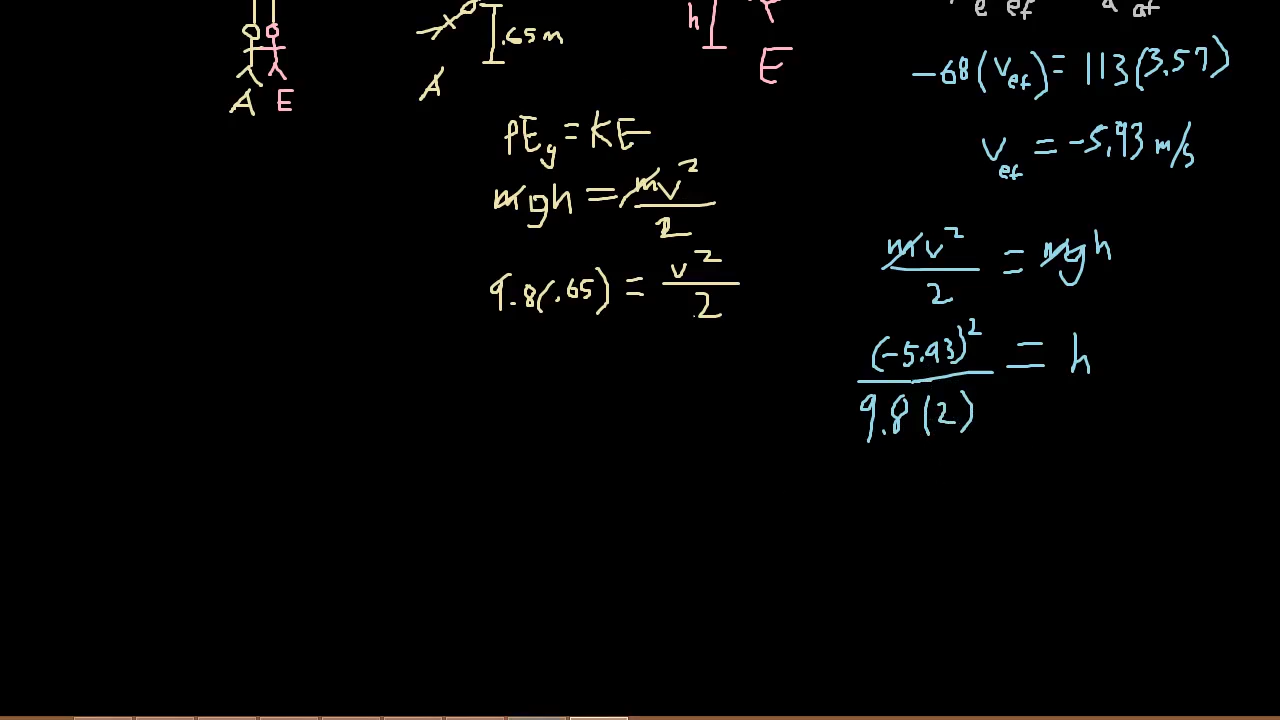 .65 m
h
A E
A
E
PE_g = KE
mgh = mv²/2
9.8(.65) = v²/2
-68(v_ef) = 113(3.57)
v_ef = -5.93 m/s
mv²/2 = mgh
(-5.93)²/9.8(2) = h